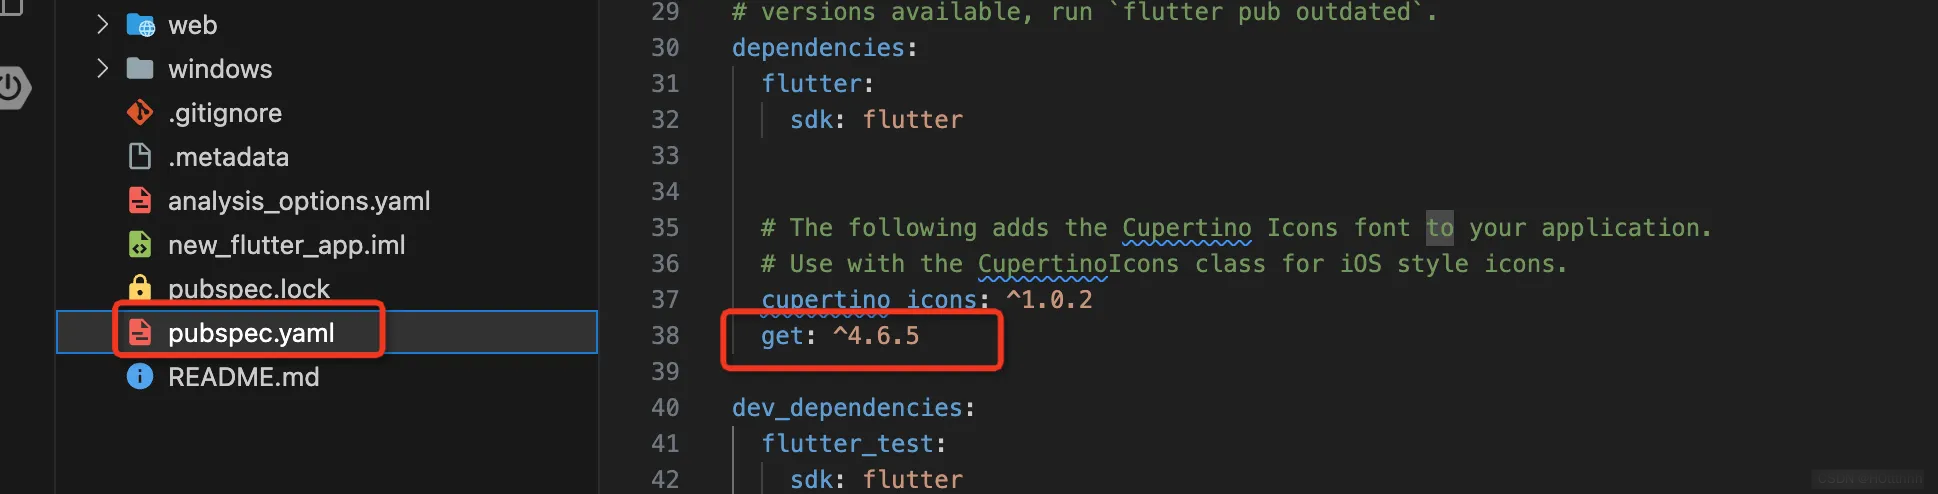 web
windows
.gitignore
.metadata
analysis_options.yaml
new_flutter_app.iml
pubspec.lock
pubspec.yaml
README.md
29 # versions available, run `flutter pub outdated`.
30 dependencies:
31 flutter:
32 sdk: flutter
33
34
35 # The following adds the Cupertino Icons font to your application.
36 # Use with the CupertinoIcons class for iOS style icons.
37 cupertino_icons: ^1.0.2
38 get: ^4.6.5
39
40 dev_dependencies:
41 flutter_test:
42 sdk: flutter